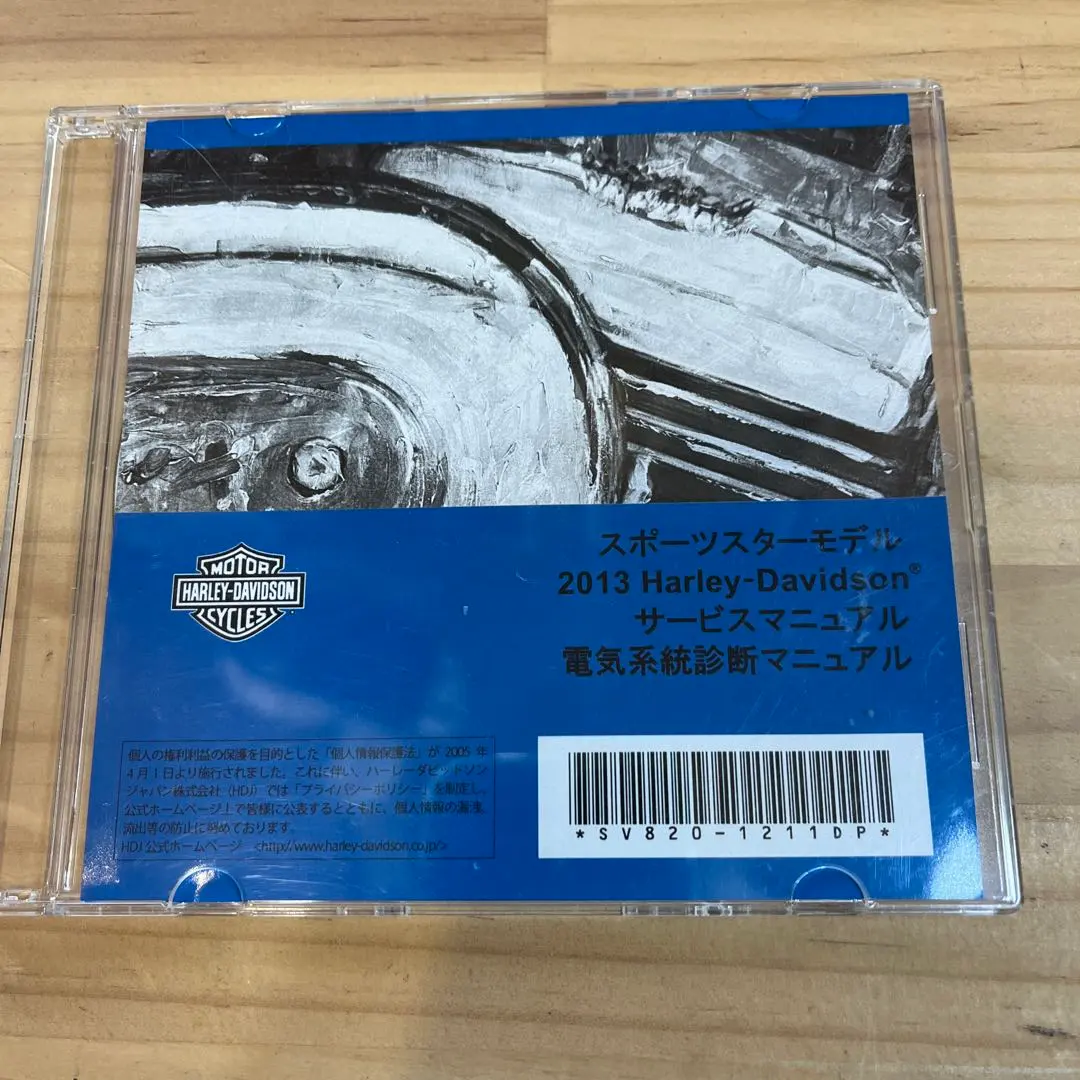 スポーツスターモデル
2013 Harley-Davidson®
サービスマニュアル
電気系統診断マニュアル
MOTOR
HARLEY-DAVIDSON
CYCLES
個人の権利利益の保護を目的とした「個人情報保護法」が 2005 年
4 月 1 日より施行されました。これに伴い、ハーレーダビッドソン
ジャパン株式会社（HDJ）では「プライバシーポリシー」を制定し、
公式ホームページ上で皆様に公表するとともに、個人情報の漏洩、
流出等の防止に努めております。
HDJ 公式ホームページ <http://www.harley-davidson.co.jp/>
*SV820-1211DP*